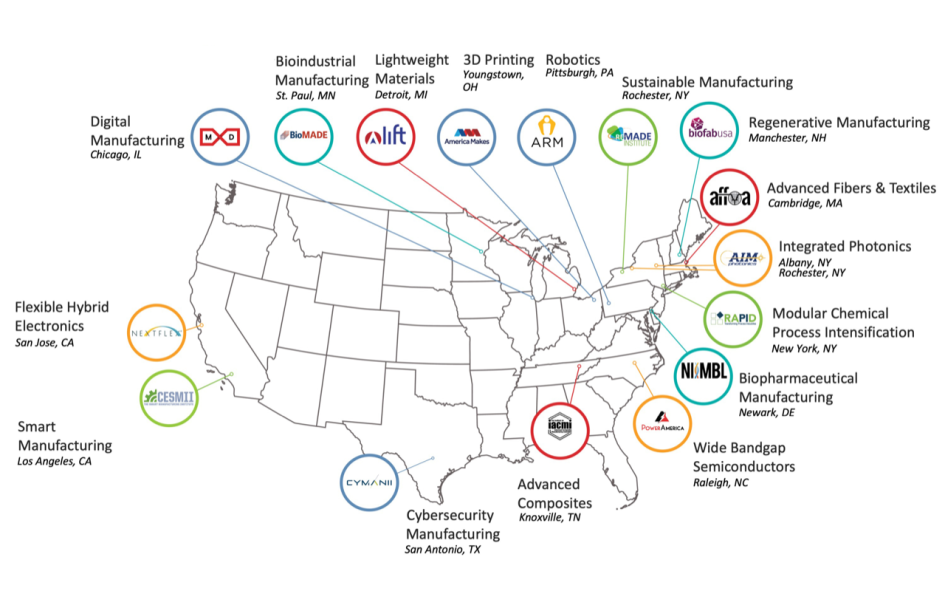 Bioindustrial
Manufacturing
St. Paul, MN
Lightweight
Materials
Detroit, MI
3D Printing
Youngstown,
OH
Robotics
Pittsburgh, PA
Sustainable Manufacturing
Rochester, NY
Digital
Manufacturing
Chicago, IL
M D
BioMADE
lift
America Makes
ARM
REMADE
INSTITUTE
biofabusa
Regenerative Manufacturing
Manchester, NH
affoa
Advanced Fibers & Textiles
Cambridge, MA
AIM
photonics
Integrated Photonics
Albany, NY
Rochester, NY
Flexible Hybrid
Electronics
San Jose, CA
NEXTFLEX
RAPID
Modular Chemical
Process Intensification
New York, NY
CESMII
NIIMBL
Biopharmaceutical
Manufacturing
Newark, DE
Smart
Manufacturing
Los Angeles, CA
iacmi
PowerAmerica
Wide Bandgap
Semiconductors
Raleigh, NC
CYMANII
Advanced
Composites
Knoxville, TN
Cybersecurity
Manufacturing
San Antonio, TX